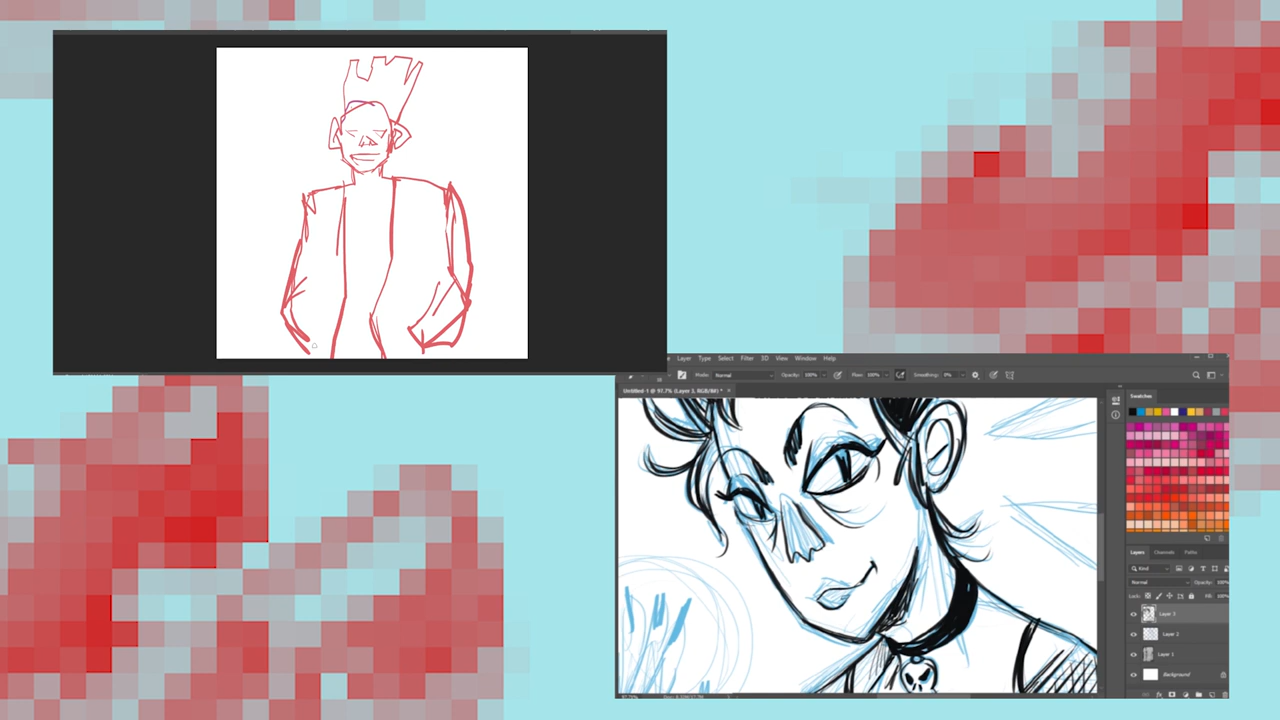 Layer Type Select Filter 3D View Window Help
Mode: Normal Opacity: 100% Flow: 100% Smoothing: 0%
Untitled-1 @ 97.7% (Layer 3, RGB/8#) *
Swatches
Layers Channels Paths
Kind
Normal Opacity: 100%
Lock: Fill: 100%
Layer 3
Layer 2
Layer 1
Background